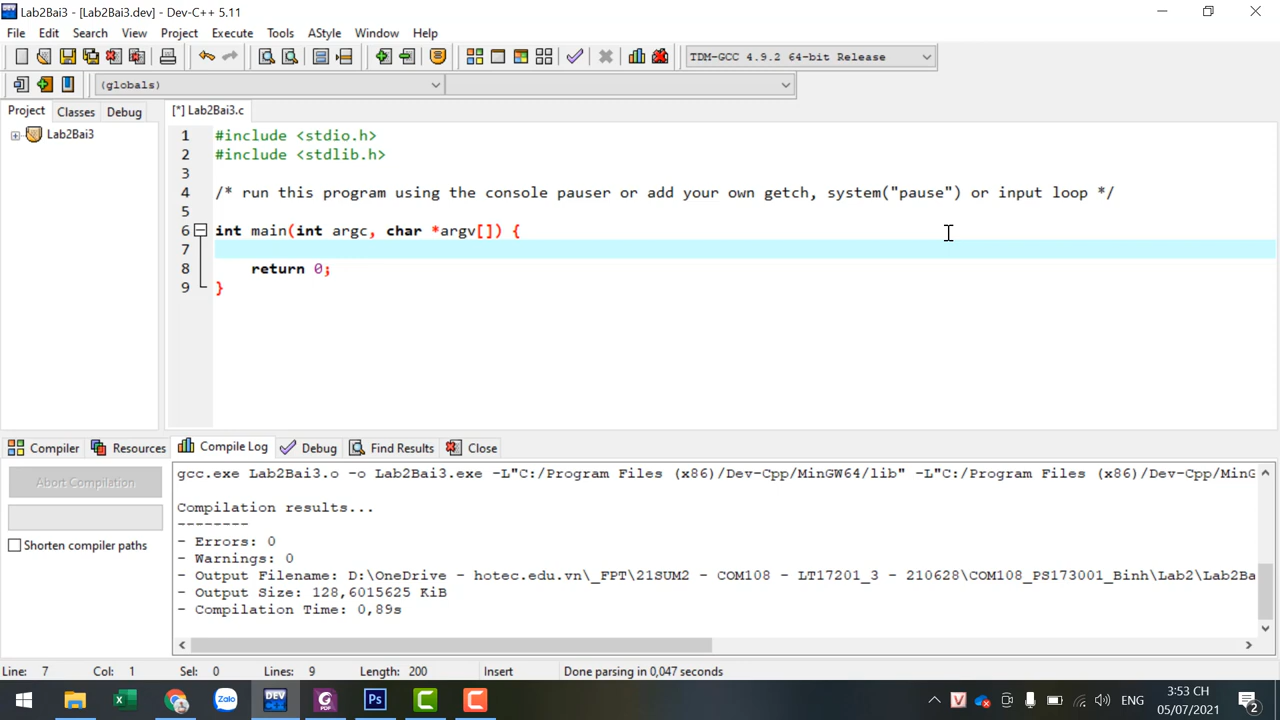 Lab2Bai3 - [Lab2Bai3.dev] - Dev-C++ 5.11
File Edit Search View Project Execute Tools AStyle Window Help
TDM-GCC 4.9.2 64-bit Release
(globals)
Project Classes Debug [*] Lab2Bai3.c
Lab2Bai3
1 #include <stdio.h>
2 #include <stdlib.h>
3
4 /* run this program using the console pauser or add your own getch, system("pause") or input loop */
5
6 int main(int argc, char *argv[]) {
7
8 return 0;
9 }
Compiler Resources Compile Log Debug Find Results Close
Abort Compilation
Shorten compiler paths
gcc.exe Lab2Bai3.o -o Lab2Bai3.exe -L"C:/Program Files (x86)/Dev-Cpp/MinGW64/lib" -L"C:/Program Files (x86)/Dev-Cpp/MinG
Compilation results...
--------
- Errors: 0
- Warnings: 0
- Output Filename: D:\OneDrive - hotec.edu.vn\_FPT\21SUM2 - COM108 - LT17201_3 - 210628\COM108_PS173001_Binh\Lab2\Lab2Ba
- Output Size: 128,6015625 KiB
- Compilation Time: 0,89s
Line: 7 Col: 1 Sel: 0 Lines: 9 Length: 200 Insert Done parsing in 0,047 seconds
Zalo
DEV
PDF
Ps
C
C
V
ENG
3:53 CH
05/07/2021
2